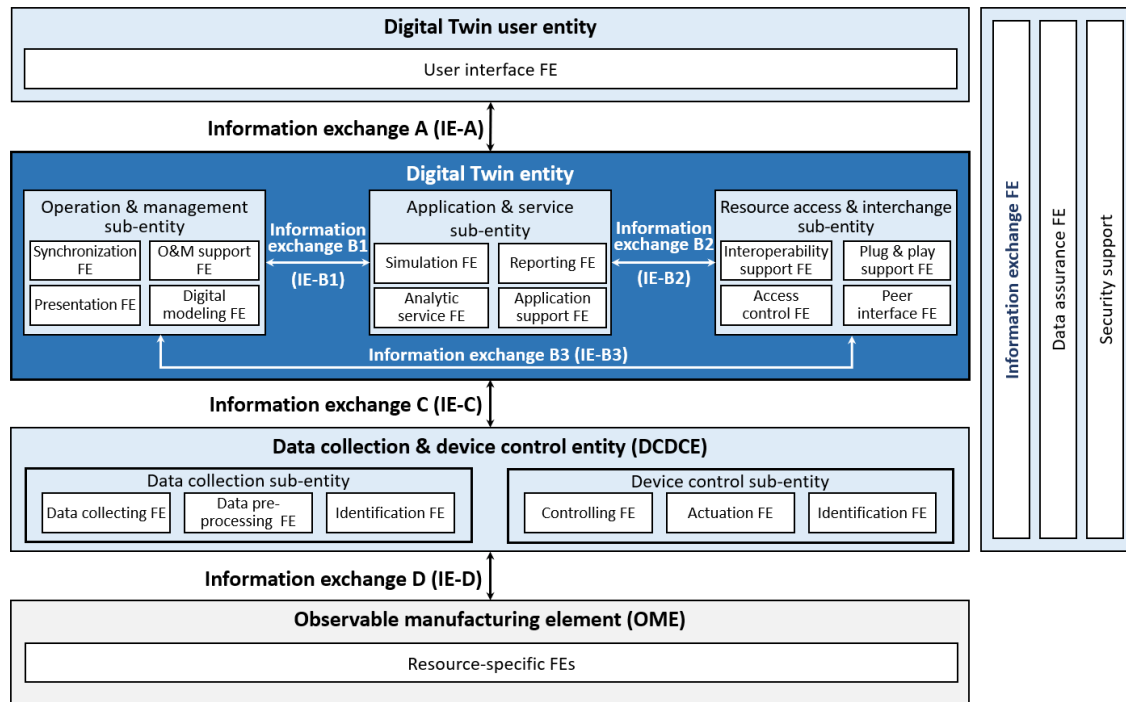 Digital Twin user entity
User interface FE
Information exchange A (IE-A)
Digital Twin entity
Operation & management
sub-entity
Synchronization
FE
O&M support
FE
Presentation FE
Digital
modeling FE
Information
exchange B1
(IE-B1)
Application & service
sub-entity
Simulation FE
Reporting FE
Analytic
service FE
Application
support FE
Information
exchange B2
(IE-B2)
Resource access & interchange
sub-entity
Interoperability
support FE
Plug & play
support FE
Access
control FE
Peer
interface FE
Information exchange B3 (IE-B3)
Information exchange C (IE-C)
Data collection & device control entity (DCDCE)
Data collection sub-entity
Data collecting FE
Data pre-
processing FE
Identification FE
Device control sub-entity
Controlling FE
Actuation FE
Identification FE
Information exchange D (IE-D)
Observable manufacturing element (OME)
Resource-specific FEs
Information exchange FE
Data assurance FE
Security support